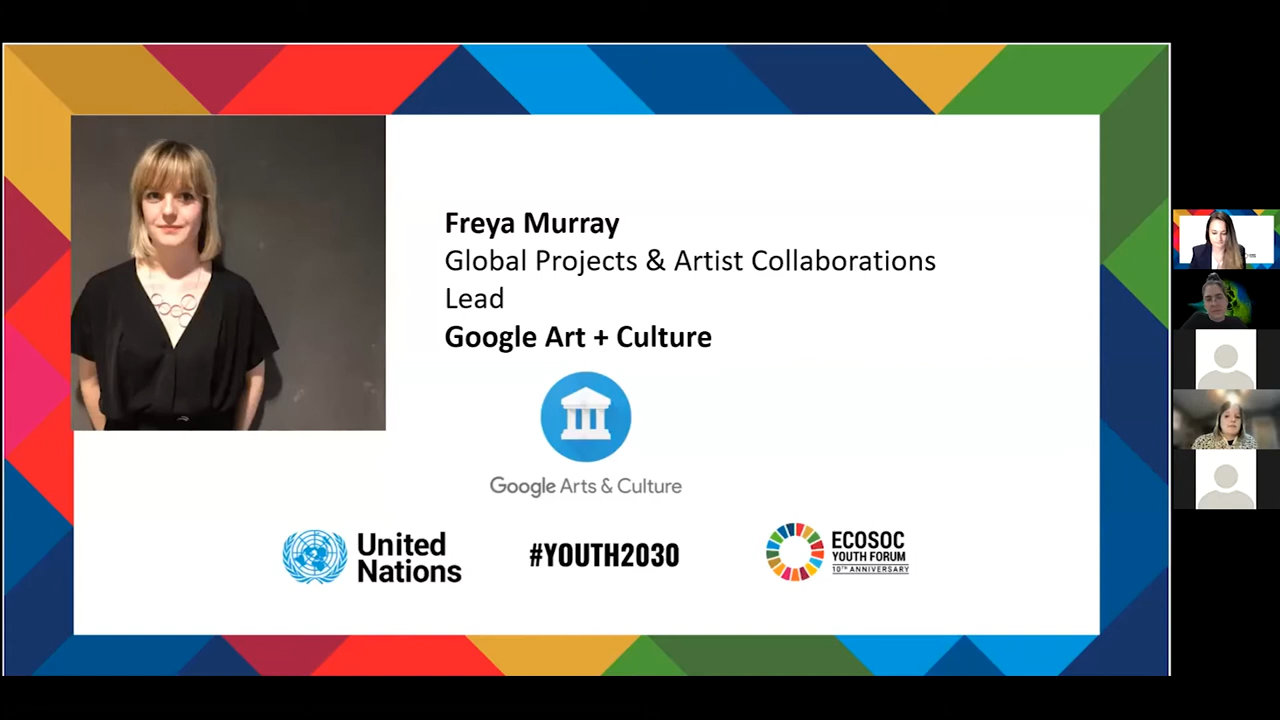 Freya Murray
Global Projects & Artist Collaborations
Lead
Google Art + Culture
Google Arts & Culture
United
Nations
#YOUTH2030
ECOSOC
YOUTH FORUM
10TH ANNIVERSARY